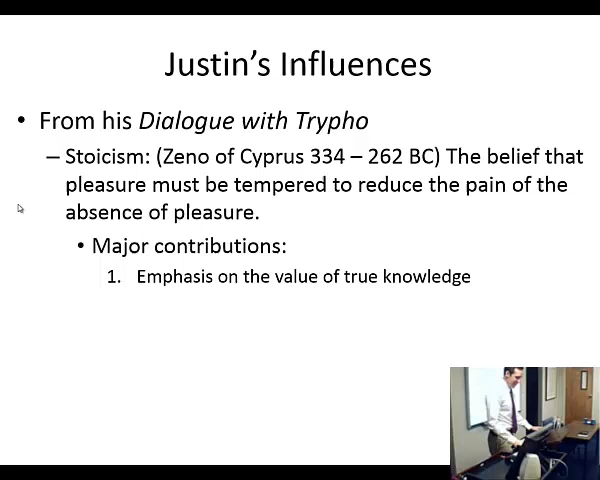 Justin’s Influences
• From his Dialogue with Trypho
– Stoicism: (Zeno of Cyprus 334 – 262 BC) The belief that
pleasure must be tempered to reduce the pain of the
absence of pleasure.
• Major contributions:
1. Emphasis on the value of true knowledge